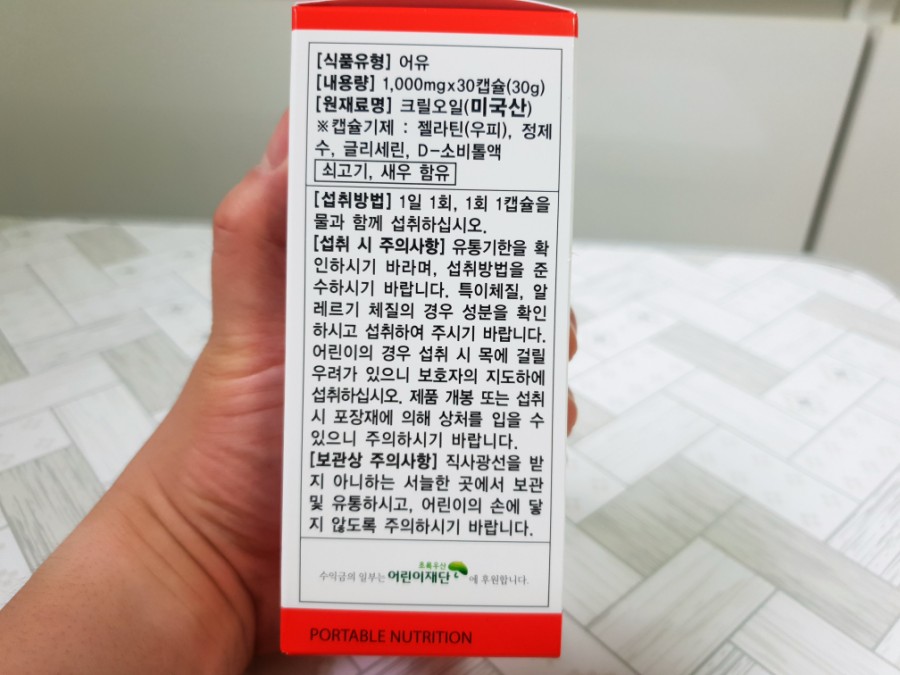 [식품유형] 어유
[내용량] 1,000mgx30캡슐(30g)
[원재료명] 크릴오일(미국산)
※캡슐기제 : 젤라틴(우피), 정제
수, 글리세린, D-소비톨액
쇠고기, 새우 함유
[섭취방법] 1일 1회, 1회 1캡슐을
물과 함께 섭취하십시오.
[섭취 시 주의사항] 유통기한을 확
인하시기 바라며, 섭취방법을 준
수하시기 바랍니다. 특이체질, 알
레르기 체질의 경우 성분을 확인
하시고 섭취하여 주시기 바랍니다.
어린이의 경우 섭취 시 목에 걸릴
우려가 있으니 보호자의 지도하에
섭취하십시오. 제품 개봉 또는 섭취
시 포장재에 의해 상처를 입을 수
있으니 주의하시기 바랍니다.
[보관상 주의사항] 직사광선을 받
지 아니하는 서늘한 곳에서 보관
및 유통하시고, 어린이의 손에 닿
지 않도록 주의하시기 바랍니다.
초록우산
수익금의 일부는 어린이재단에 후원합니다.
PORTABLE NUTRITION